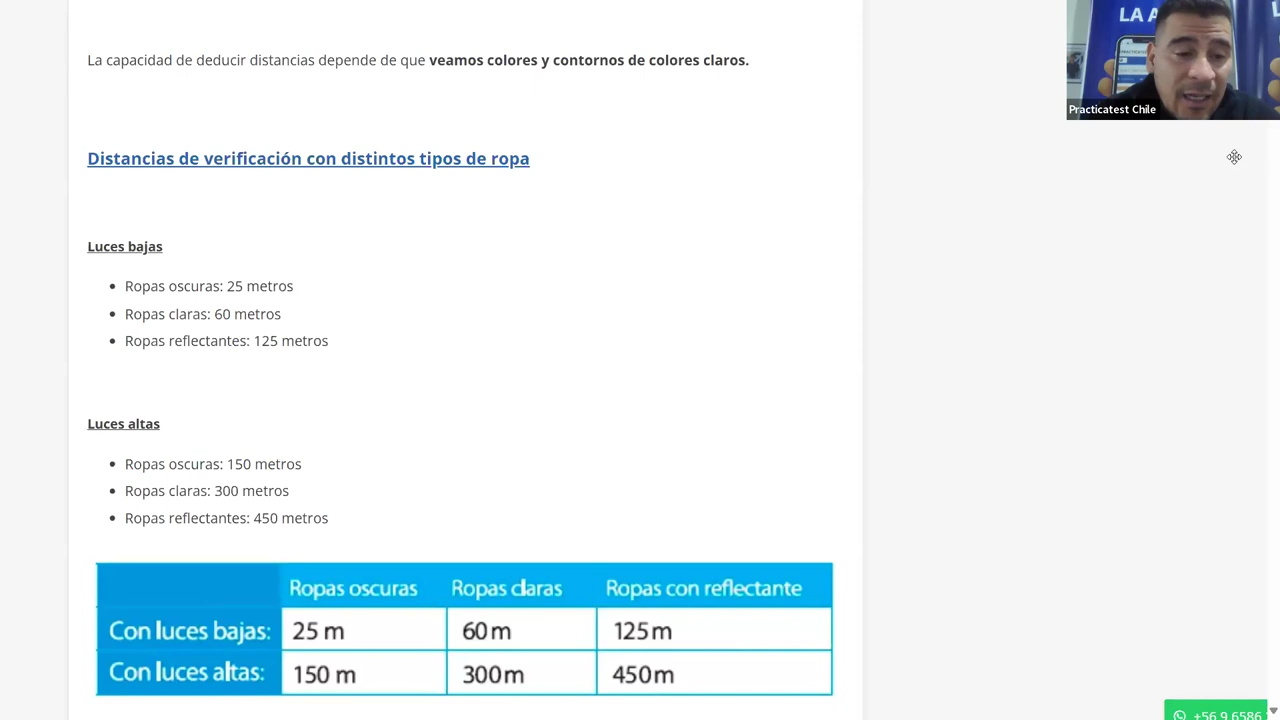 LA A
La capacidad de deducir distancias depende de que veamos colores y contornos de colores claros.
Practicatest Chile
Distancias de verificación con distintos tipos de ropa
Luces bajas
Ropas oscuras: 25 metros
Ropas claras: 60 metros
Ropas reflectantes: 125 metros
Luces altas
Ropas oscuras: 150 metros
Ropas claras: 300 metros
Ropas reflectantes: 450 metros
Ropas oscuras Ropas claras Ropas con reflectante
Con luces bajas: 25 m 60 m 125 m
Con luces altas: 150 m 300 m 450 m
+56 9 6586